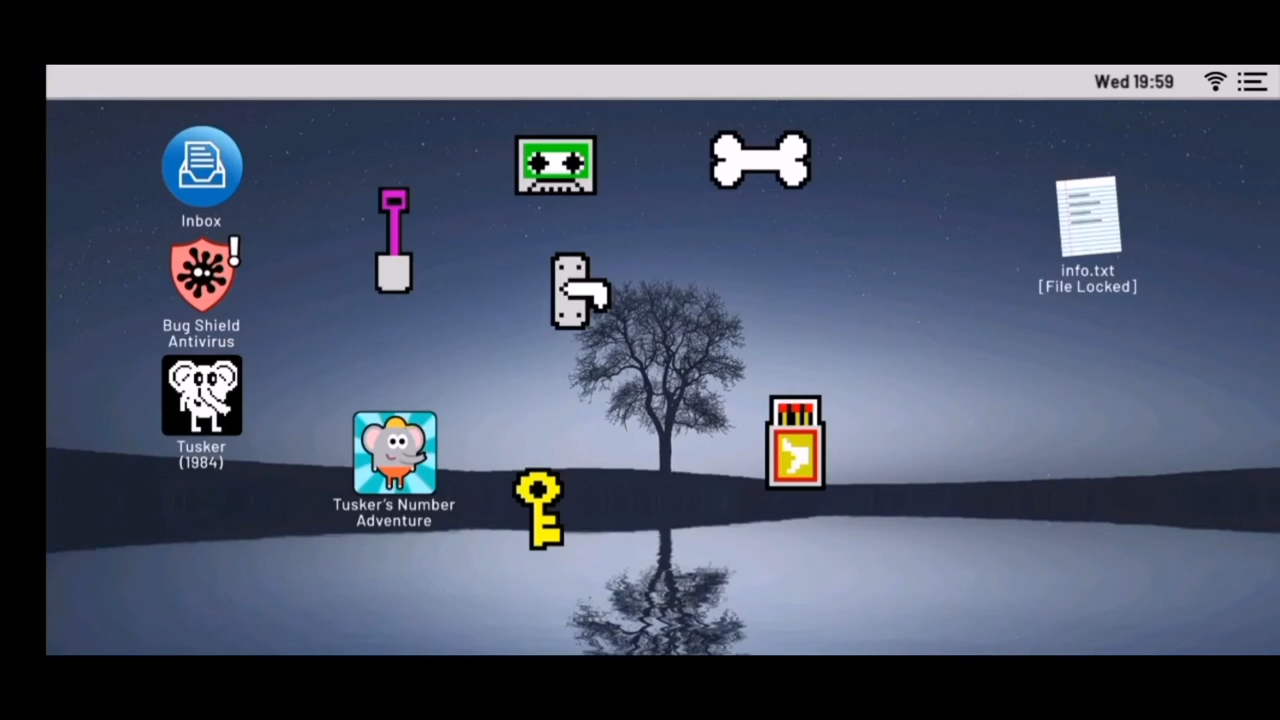 Wed 19:59
Inbox
Bug Shield
Antivirus
Tusker
(1984)
Tusker's Number
Adventure
info.txt
[File Locked]